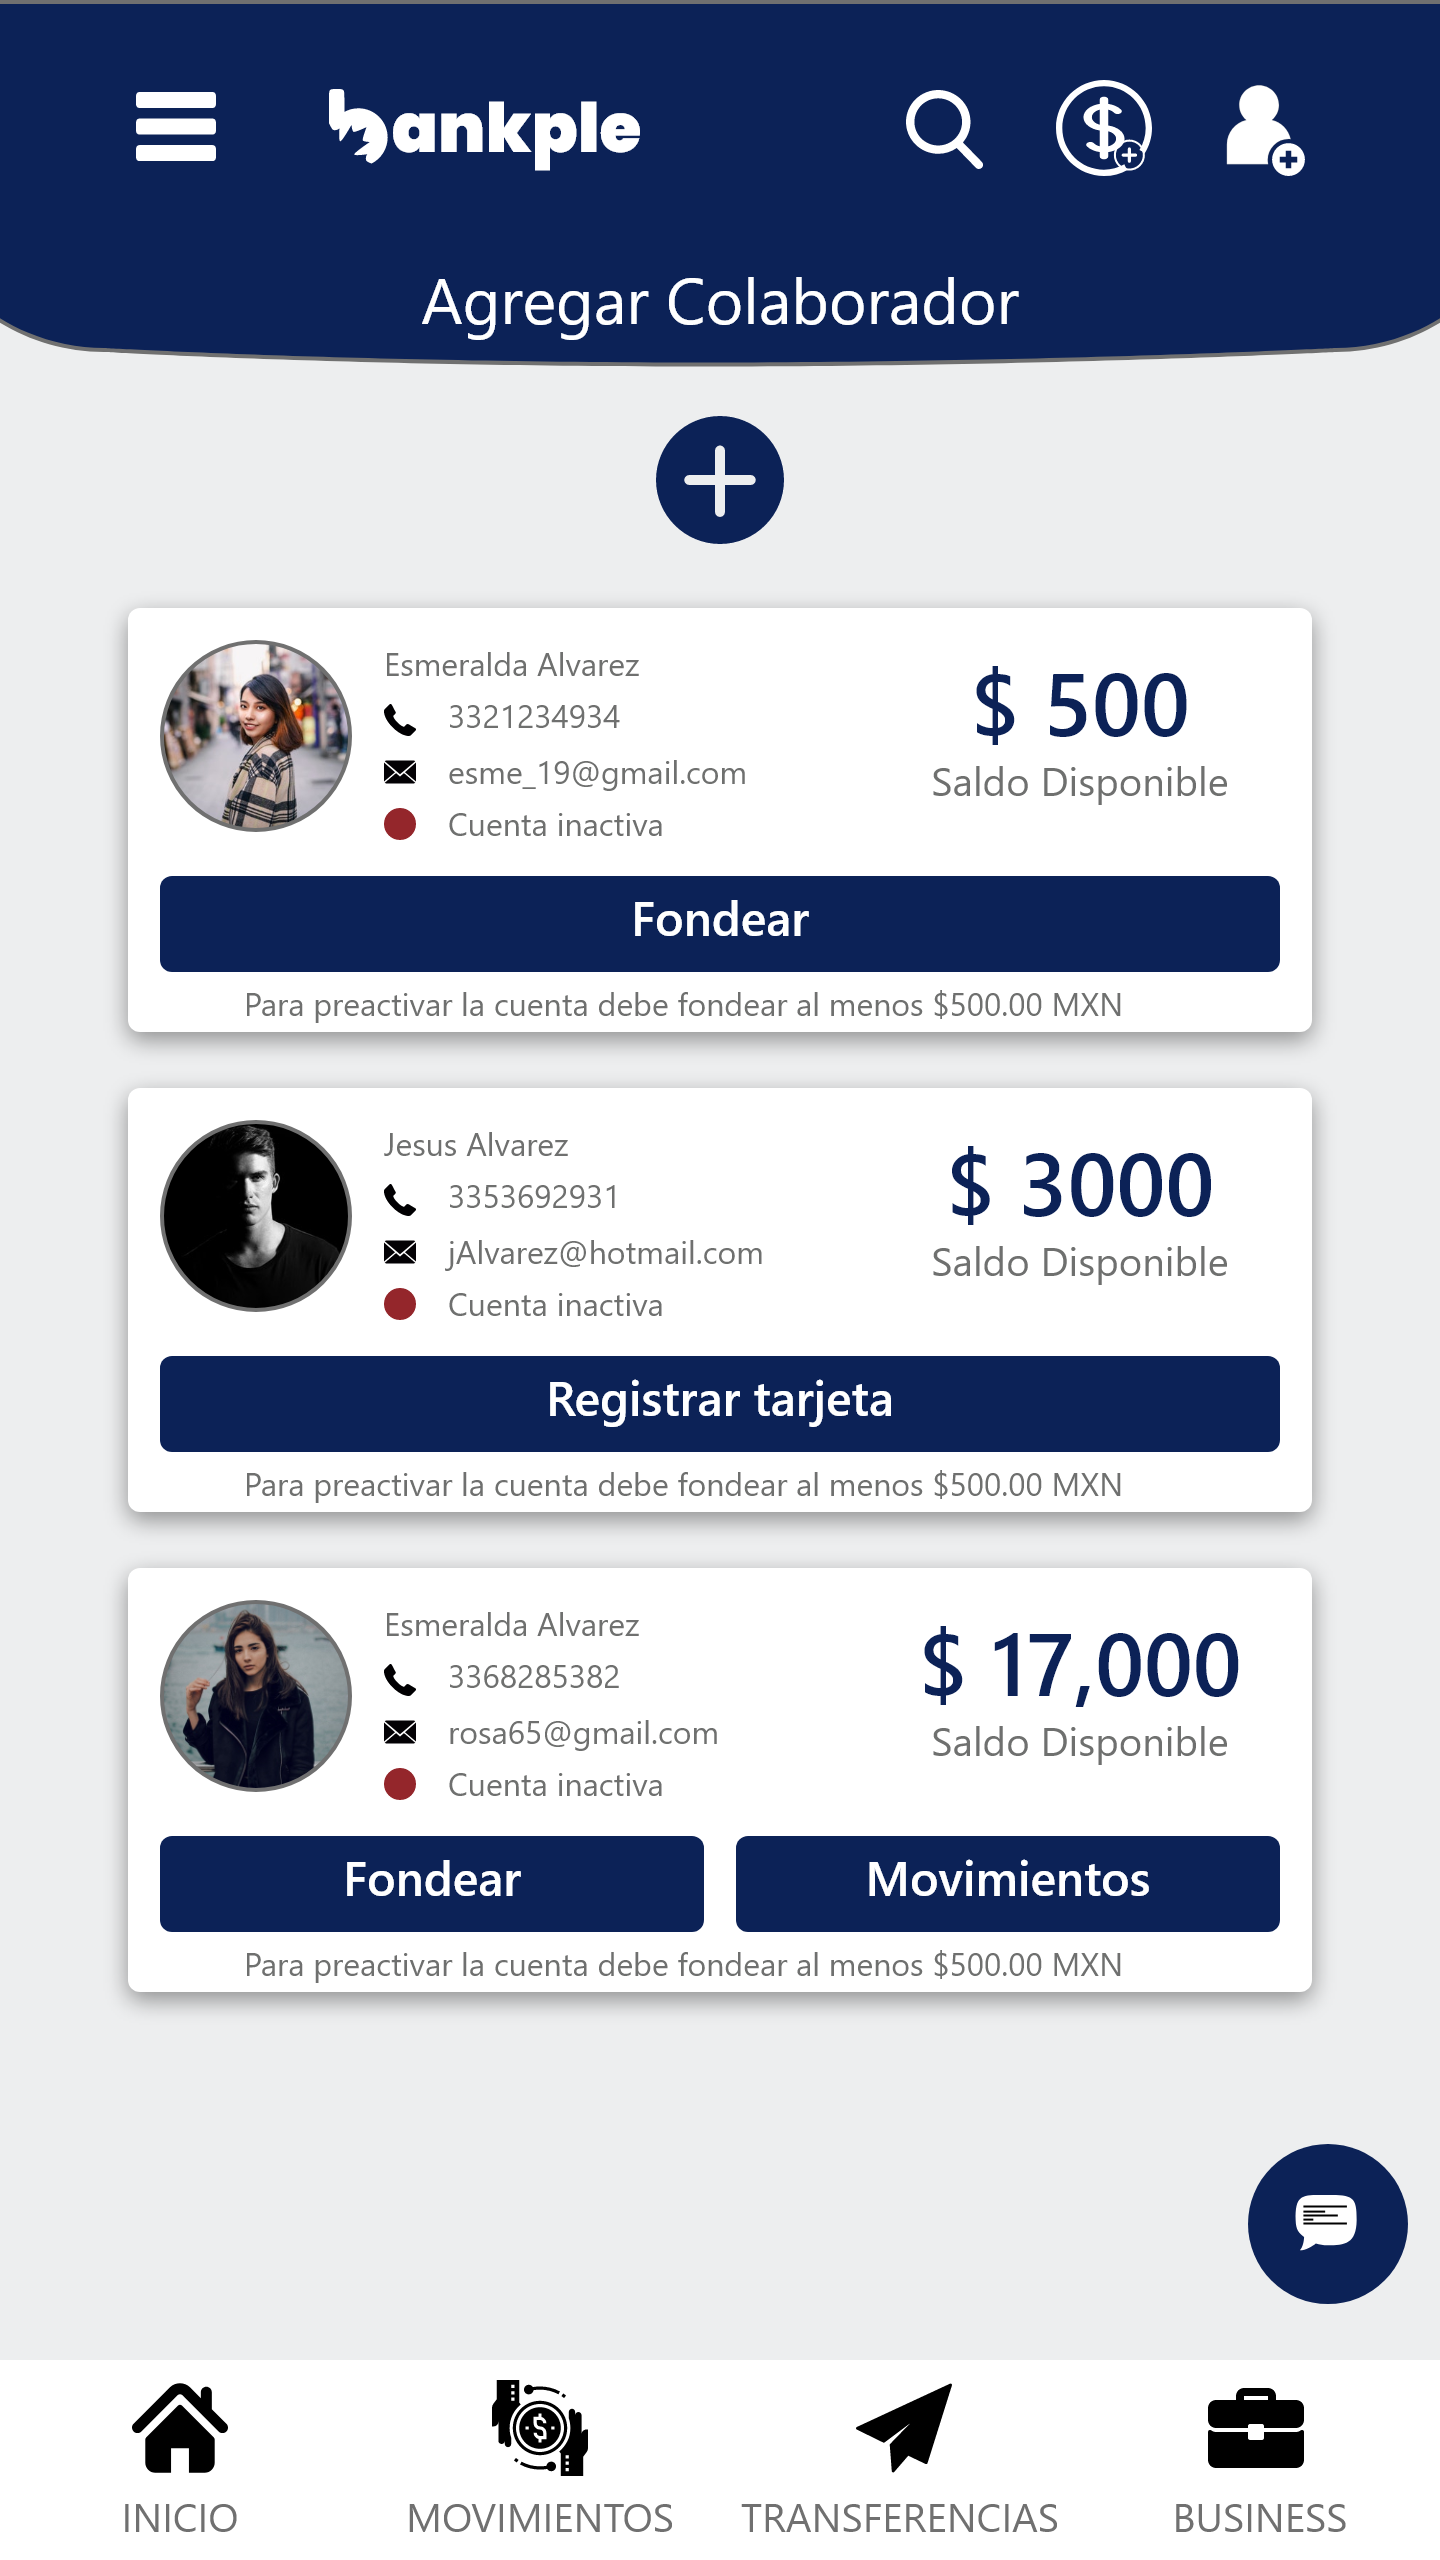 bankple
Agregar Colaborador
Esmeralda Alvarez
3321234934
esme_19@gmail.com
Cuenta inactiva
$ 500
Saldo Disponible
Fondear
Para preactivar la cuenta debe fondear al menos $500.00 MXN
Jesus Alvarez
3353692931
jAlvarez@hotmail.com
Cuenta inactiva
$ 3000
Saldo Disponible
Registrar tarjeta
Para preactivar la cuenta debe fondear al menos $500.00 MXN
Esmeralda Alvarez
3368285382
rosa65@gmail.com
Cuenta inactiva
$ 17,000
Saldo Disponible
Fondear
Movimientos
Para preactivar la cuenta debe fondear al menos $500.00 MXN
INICIO
MOVIMIENTOS
TRANSFERENCIAS
BUSINESS